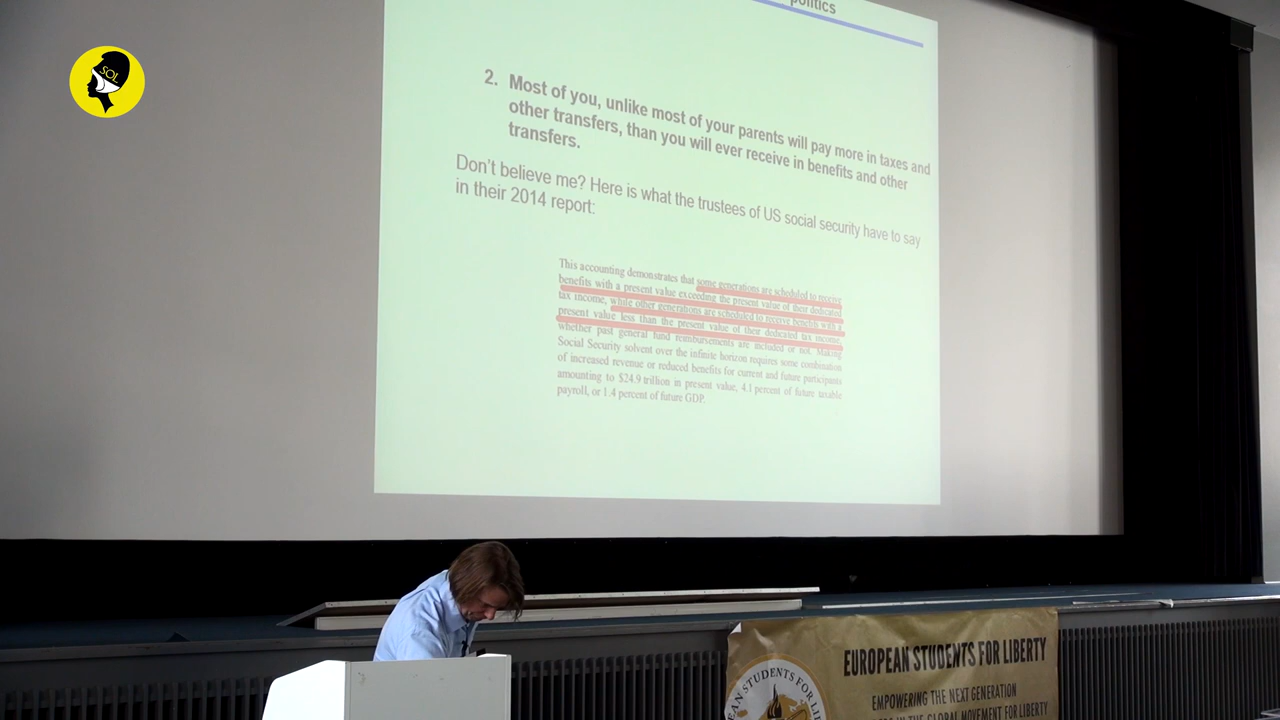 SOL
politics
2. Most of you, unlike most of your parents will pay more in taxes and
other transfers, than you will ever receive in benefits and other
transfers.
Don't believe me? Here is what the trustees of US social security have to say
in their 2014 report:
This accounting demonstrates that some generations are scheduled to receive
benefits with a present value exceeding the present value of their dedicated
tax income, while other generations are scheduled to receive benefits with a
present value less than the present value of their dedicated tax income,
whether past general fund reimbursements are included or not. Making
Social Security solvent over the infinite horizon requires some combination
of increased revenue or reduced benefits for current and future participants
amounting to $24.9 trillion in present value, 4.1 percent of future taxable
payroll, or 1.4 percent of future GDP.
EUROPEAN STUDENTS FOR LIBERTY
EMPOWERING THE NEXT GENERATION
IN THE GLOBAL MOVEMENT FOR LIBERTY
STUDENTS FOR